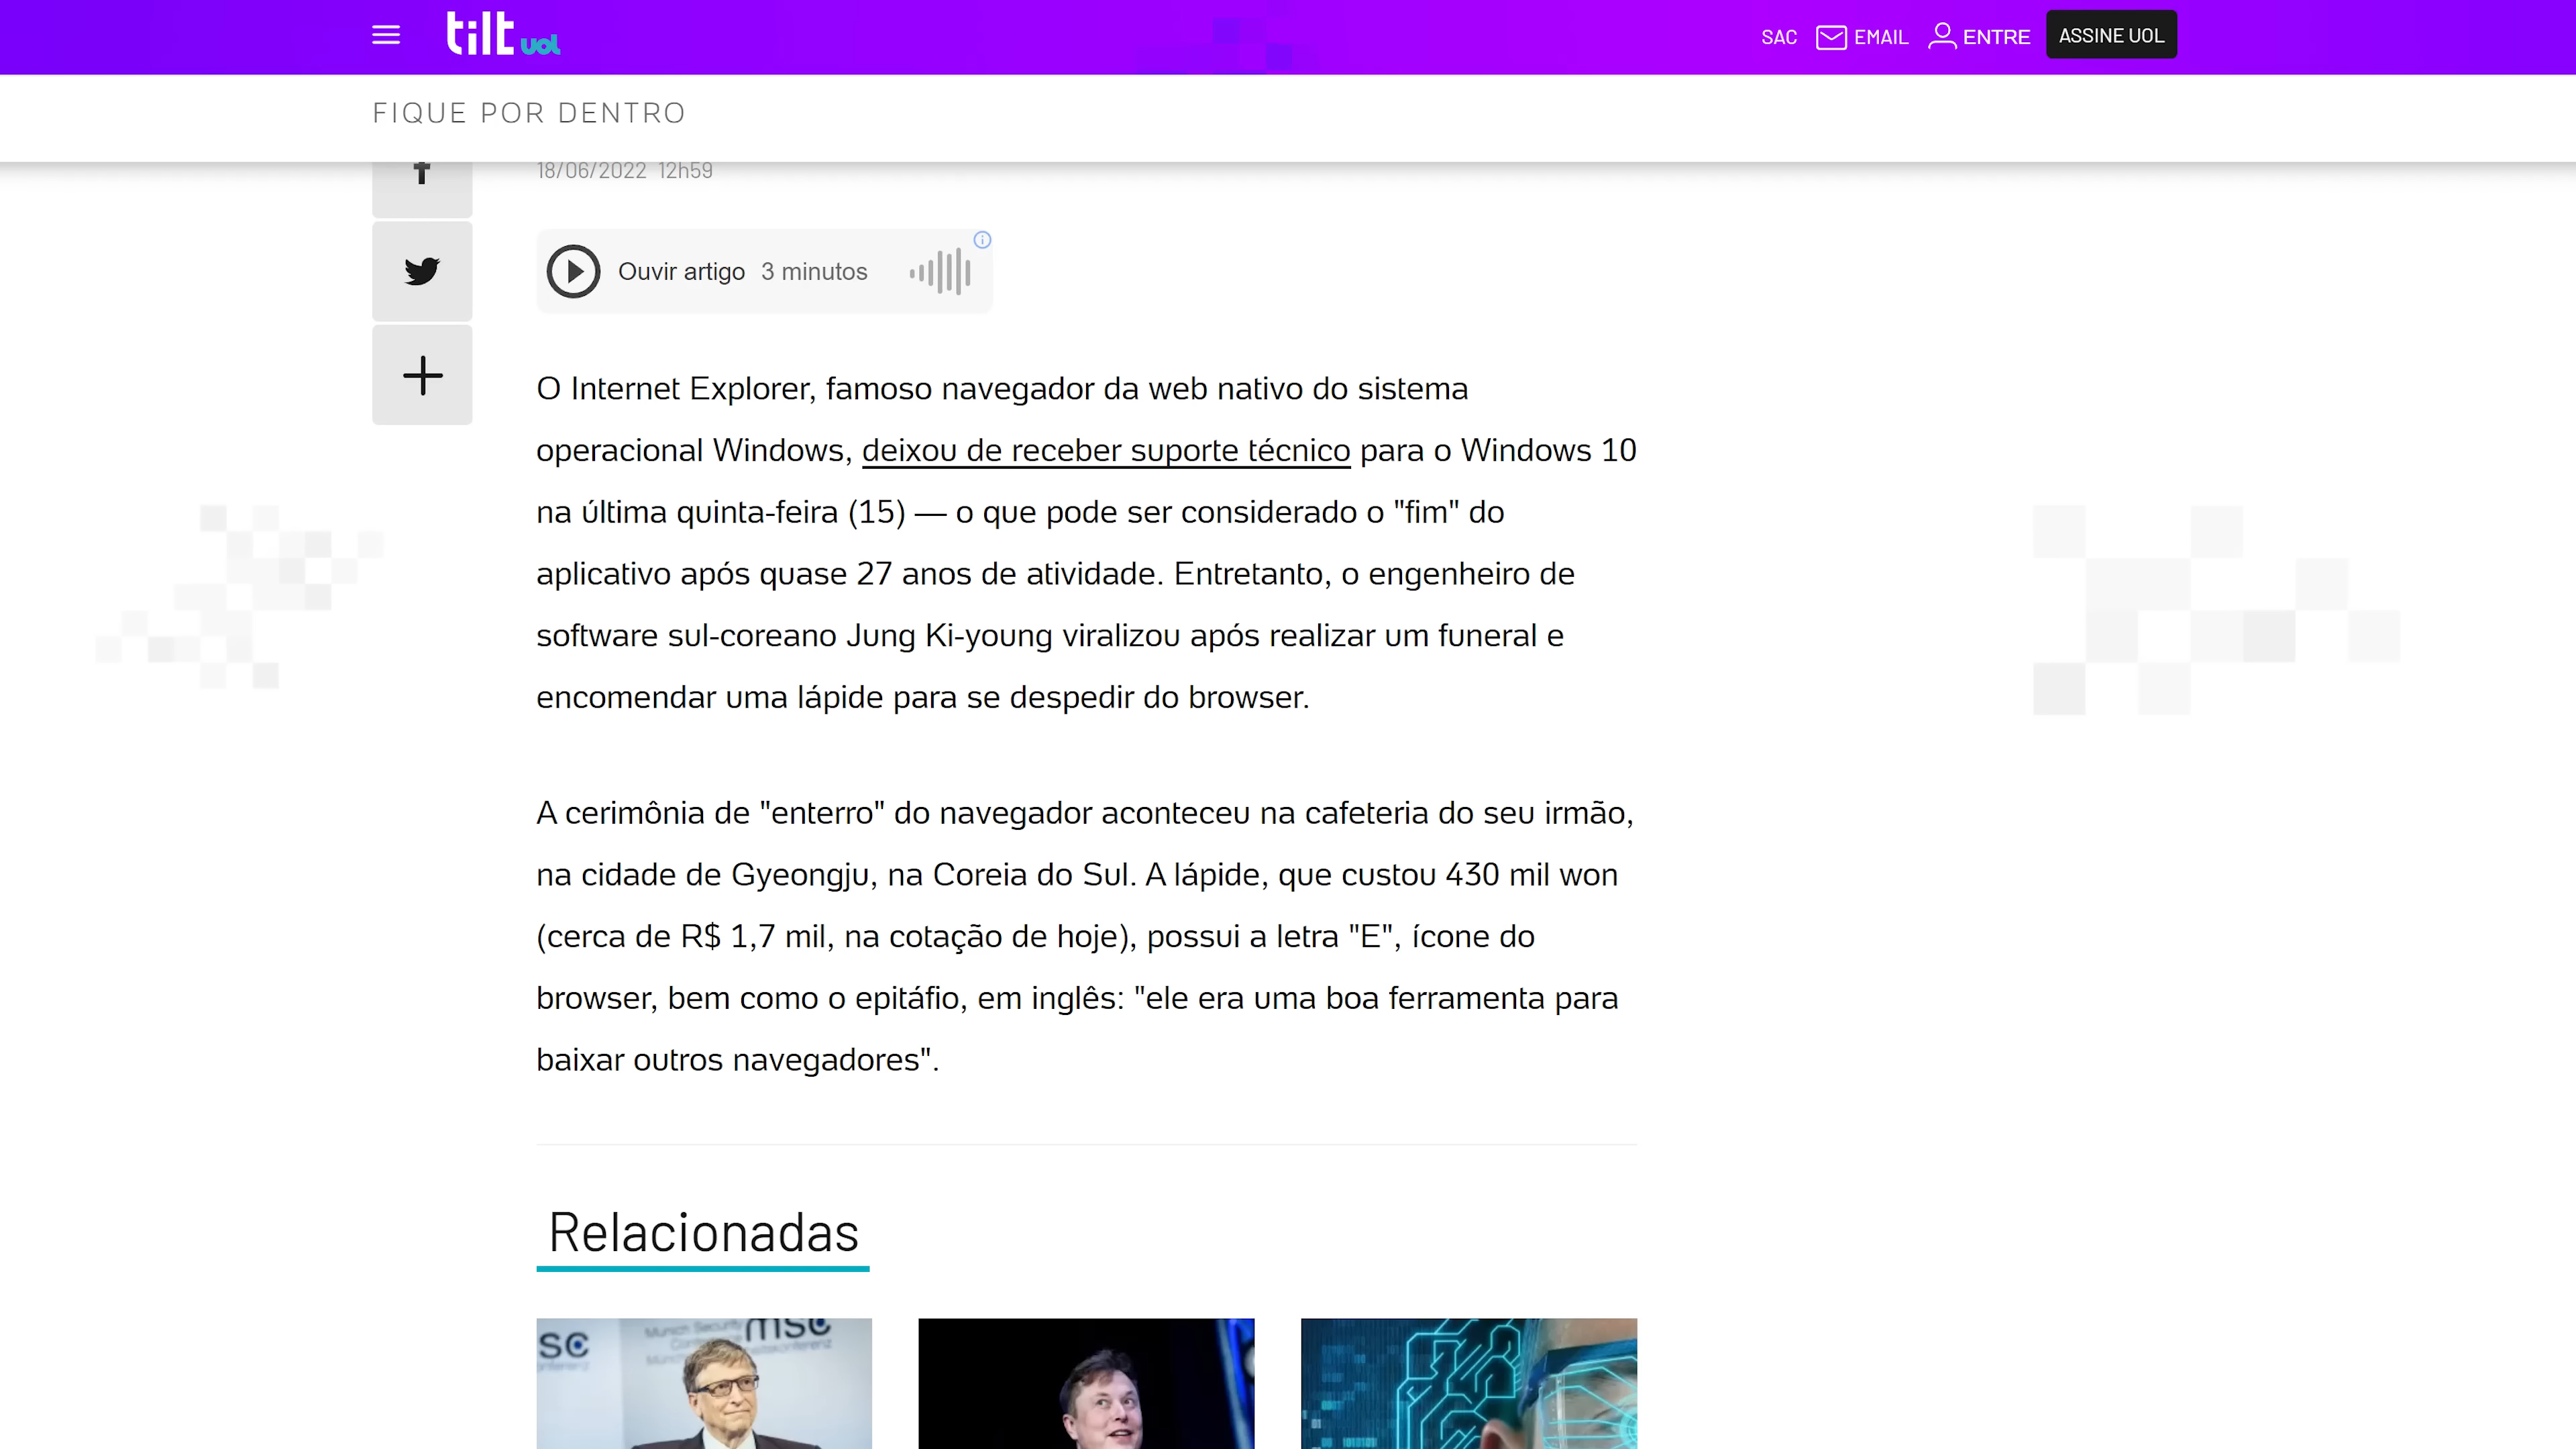 tilt uol
SAC EMAIL ENTRE ASSINE UOL
FIQUE POR DENTRO
18/06/2022 12h59
Ouvir artigo 3 minutos
O Internet Explorer, famoso navegador da web nativo do sistema
operacional Windows, deixou de receber suporte técnico para o Windows 10
na última quinta-feira (15) — o que pode ser considerado o "fim" do
aplicativo após quase 27 anos de atividade. Entretanto, o engenheiro de
software sul-coreano Jung Ki-young viralizou após realizar um funeral e
encomendar uma lápide para se despedir do browser.
A cerimônia de "enterro" do navegador aconteceu na cafeteria do seu irmão,
na cidade de Gyeongju, na Coreia do Sul. A lápide, que custou 430 mil won
(cerca de R$ 1,7 mil, na cotação de hoje), possui a letra "E", ícone do
browser, bem como o epitáfio, em inglês: "ele era uma boa ferramenta para
baixar outros navegadores".
Relacionadas
sc
msc
Munich Security